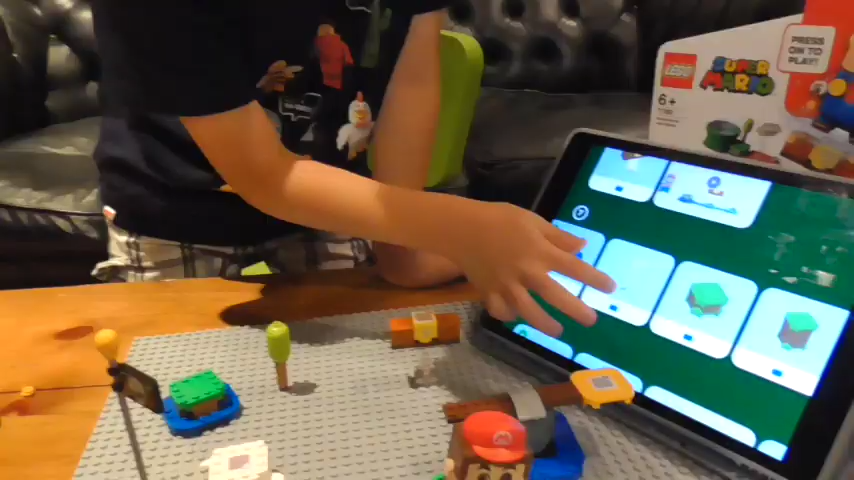 LEGO
SUPER
MARIO
6+
PRESS
ON TO
PLAY!